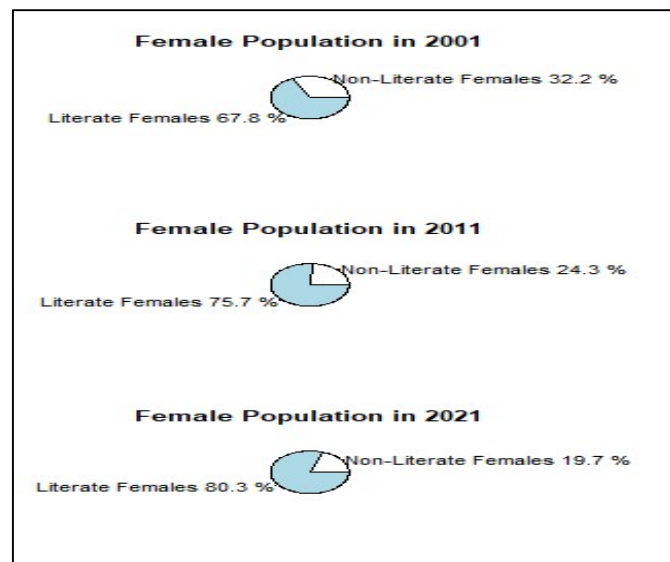 Female Population in 2001
Non-Literate Females 32.2 %
Literate Females 67.8 %
Female Population in 2011
Non-Literate Females 24.3 %
Literate Females 75.7 %
Female Population in 2021
Non-Literate Females 19.7 %
Literate Females 80.3 %